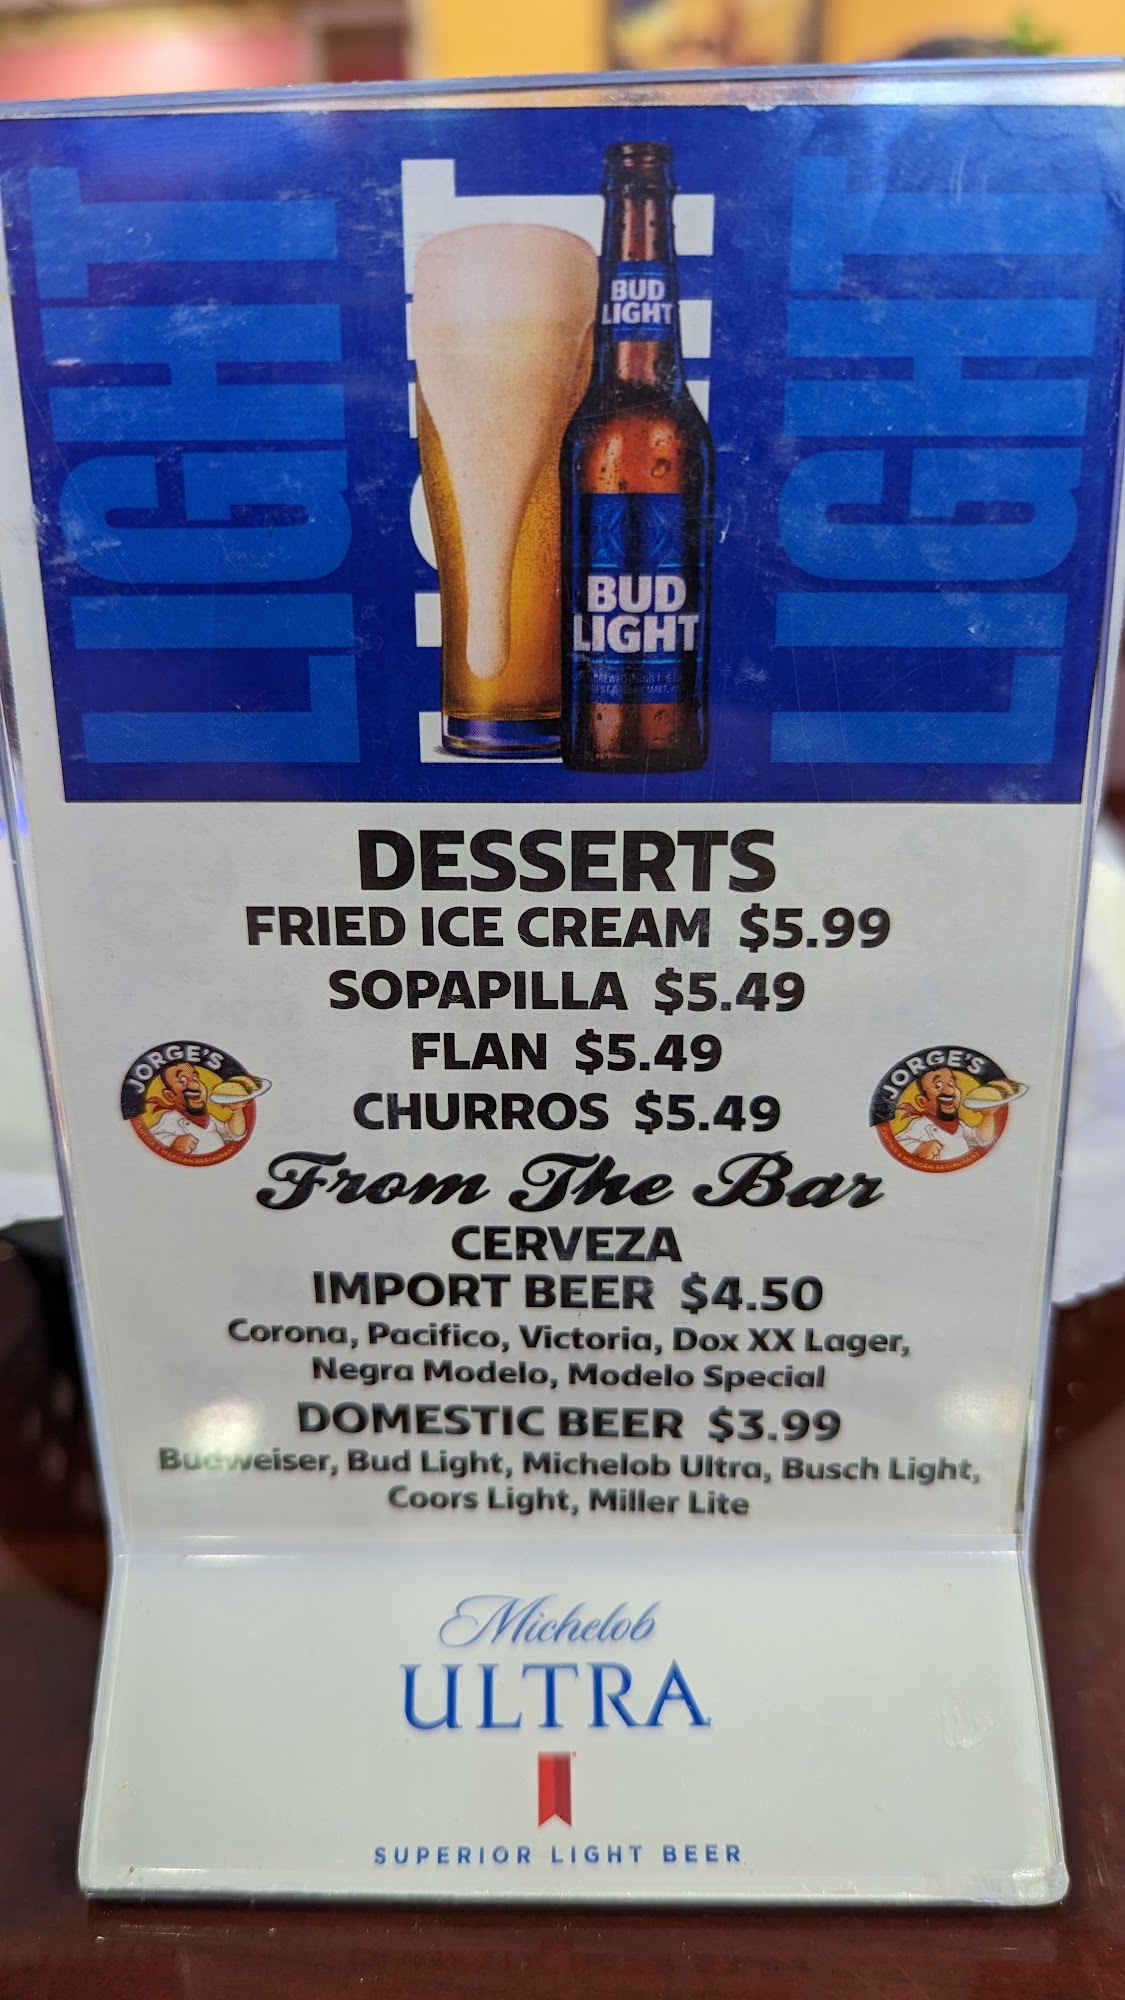 LIGHT
LIGHT
BUD
LIGHT
BUD
LIGHT
DESSERTS
FRIED ICE CREAM $5.99
SOPAPILLA $5.49
FLAN $5.49
CHURROS $5.49
JORGE'S
JORGE'S
From The Bar
CERVEZA
IMPORT BEER $4.50
Corona, Pacifico, Victoria, Dox XX Lager,
Negra Modelo, Modelo Special
DOMESTIC BEER $3.99
Budweiser, Bud Light, Michelob Ultra, Busch Light,
Coors Light, Miller Lite
Michelob
ULTRA
SUPERIOR LIGHT BEER